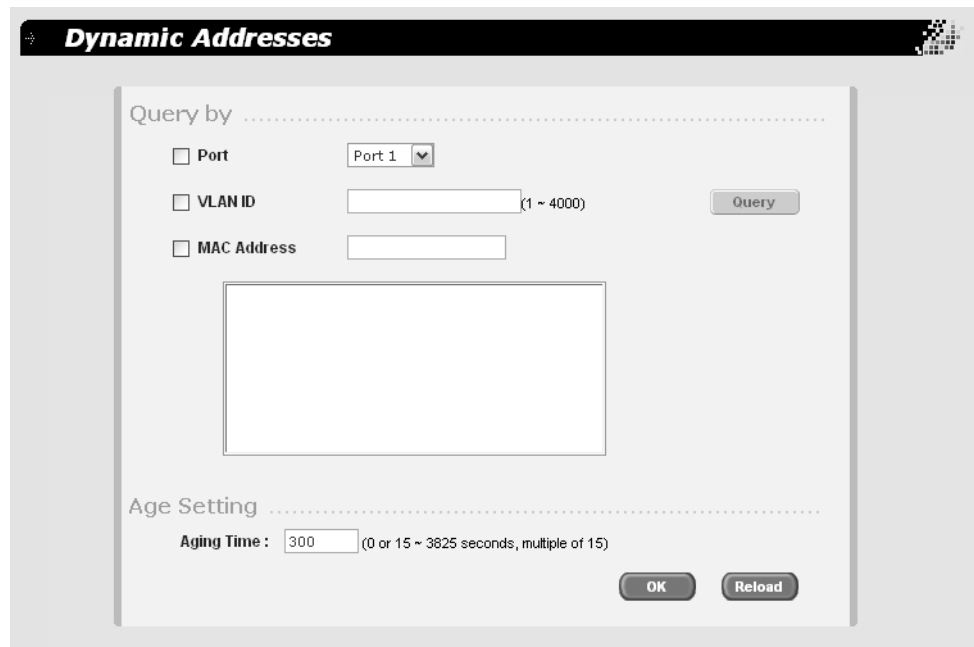 Dynamic Addresses
Query by
Port Port 1
VLAN ID (1 ~ 4000) Query
MAC Address
Age Setting
Aging Time : 300 (0 or 15 ~ 3825 seconds, multiple of 15)
OK Reload